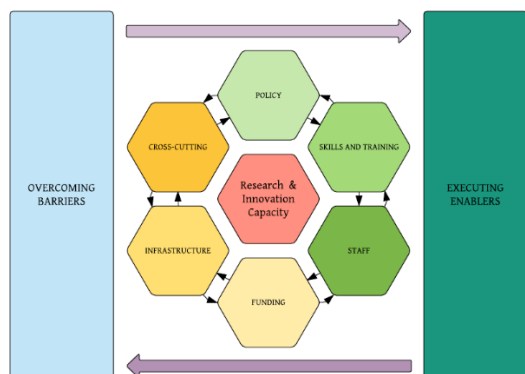 POLICY
CROSS-CUTTING
SKILLS AND TRAINING
OVERCOMING
BARRIERS
Research &
Innovation
Capacity
EXECUTING
ENABLERS
INFRASTRUCTURE
STAFF
FUNDING